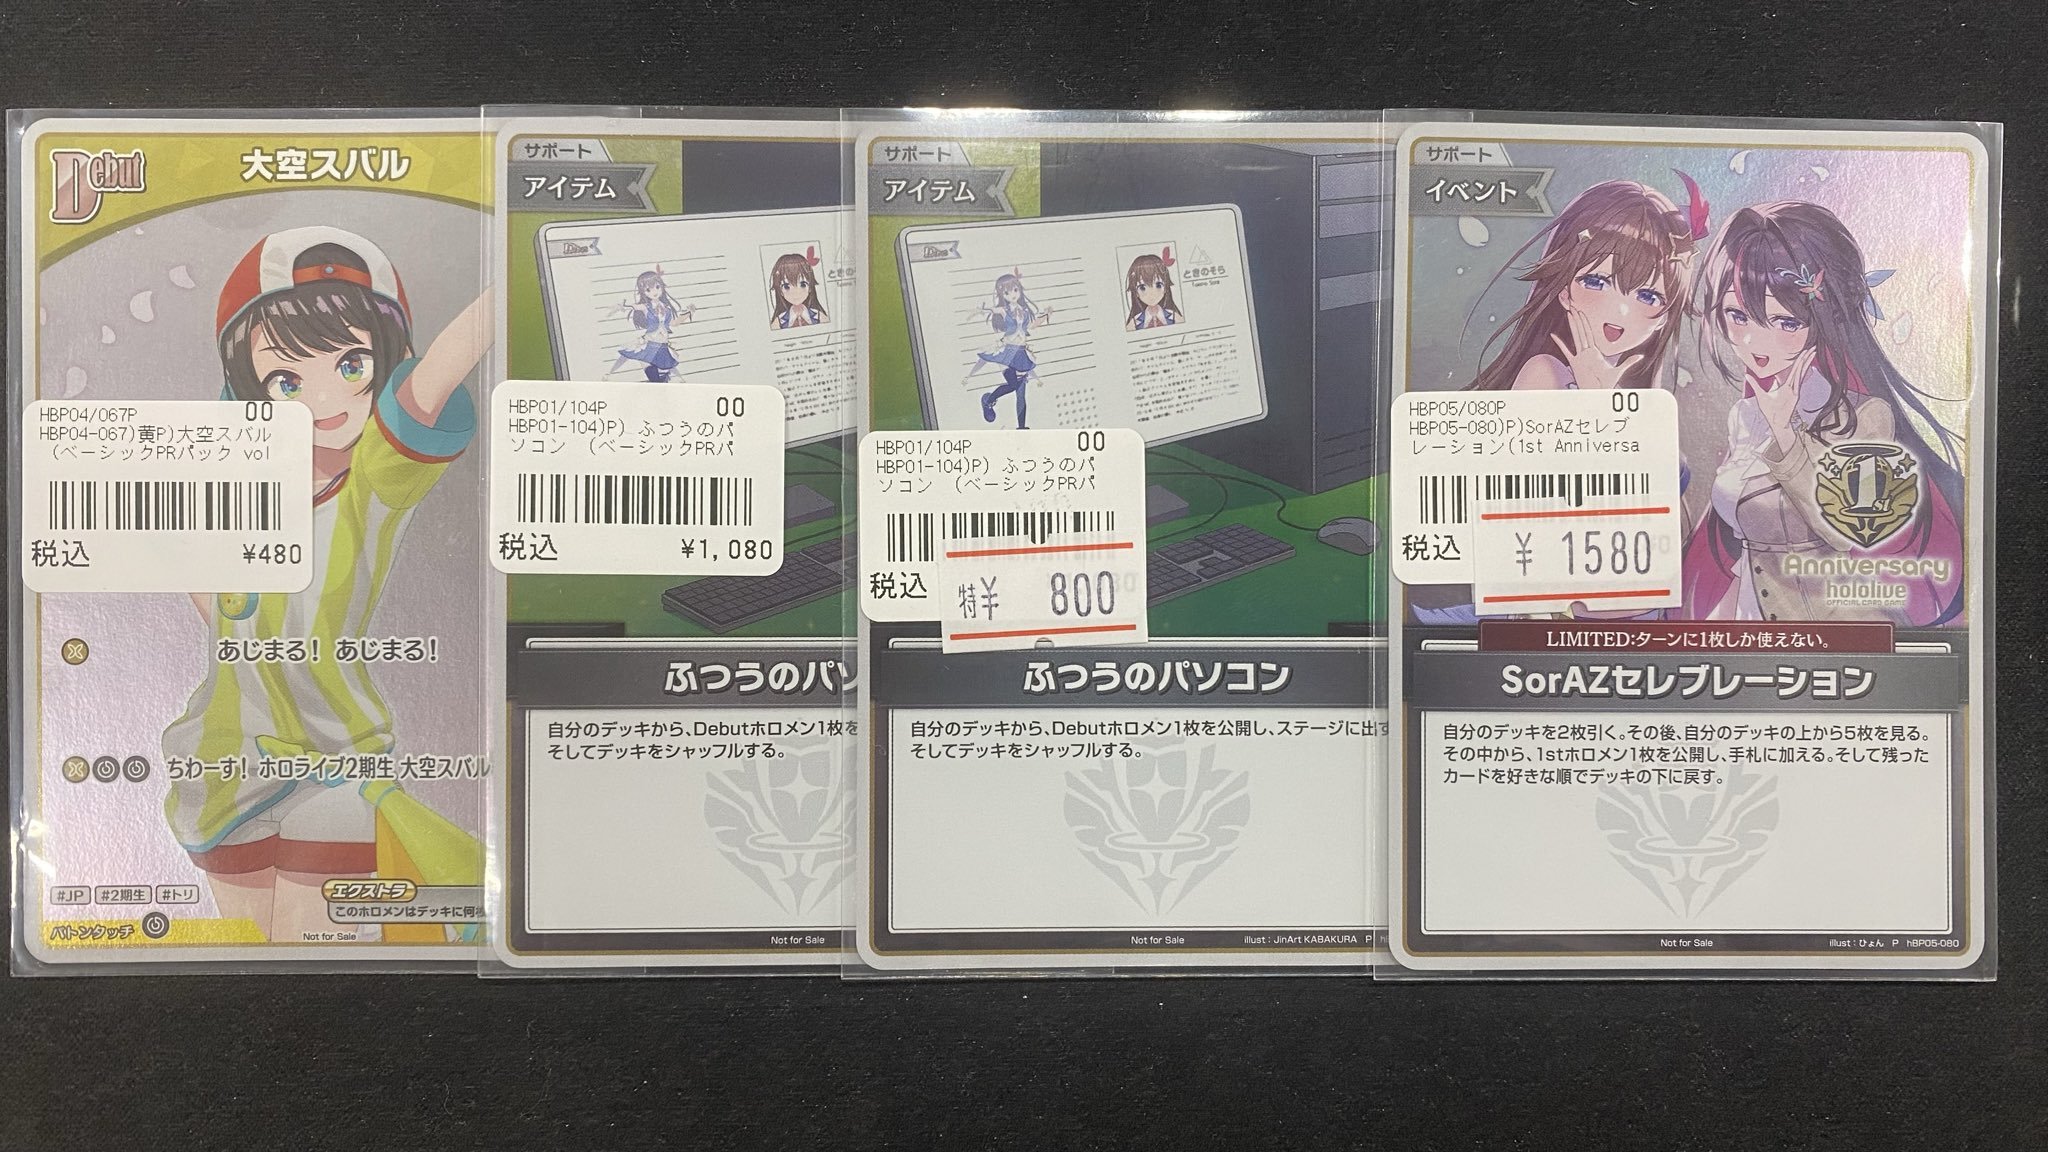 Debut
大空スバル
HBP04/067P 00
HBP04-067)黄P)大空スバル
(ベーシックPRパック vol
税込 ¥480
あじまる! あじまる!
ちわーす! ホロライブ2期生 大空スバル
#JP #2期生 #トリ
エクストラ
このホロメンはデッキに何
バトンタッチ
Not for Sale
サポート
アイテム
Debut
HBP01/104P 00
HBP01-104)P) ふつうのパ
ソコン (ベーシックPRパ
税込 ¥1,080
ふつうのパソ
自分のデッキから、Debutホロメン1枚を
そしてデッキをシャッフルする。
Not for Sale
サポート
アイテム
Debut
ときのそら
Tokino Sora
HBP01/104P 00
HBP01-104)P) ふつうのパ
ソコン (ベーシックPRパ
税込
特¥ 800
ふつうのパソコン
自分のデッキから、Debutホロメン1枚を公開し、ステージに出す
そしてデッキをシャッフルする。
Not for Sale
illust : JinArt KABAKURA P
サポート
イベント
HBP05/080P 00
HBP05-080)P)SorAZセレブ
レーション(1st Anniversa
税込
¥ 1580
1st
Anniversary
hololive
OFFICIAL CARD GAME
LIMITED:ターンに1枚しか使えない。
SorAZセレブレーション
自分のデッキを2枚引く。その後、自分のデッキの上から5枚を見る。
その中から、1stホロメン1枚を公開し、手札に加える。そして残った
カードを好きな順でデッキの下に戻す。
Not for Sale
illust : ひょん P hBP05-080